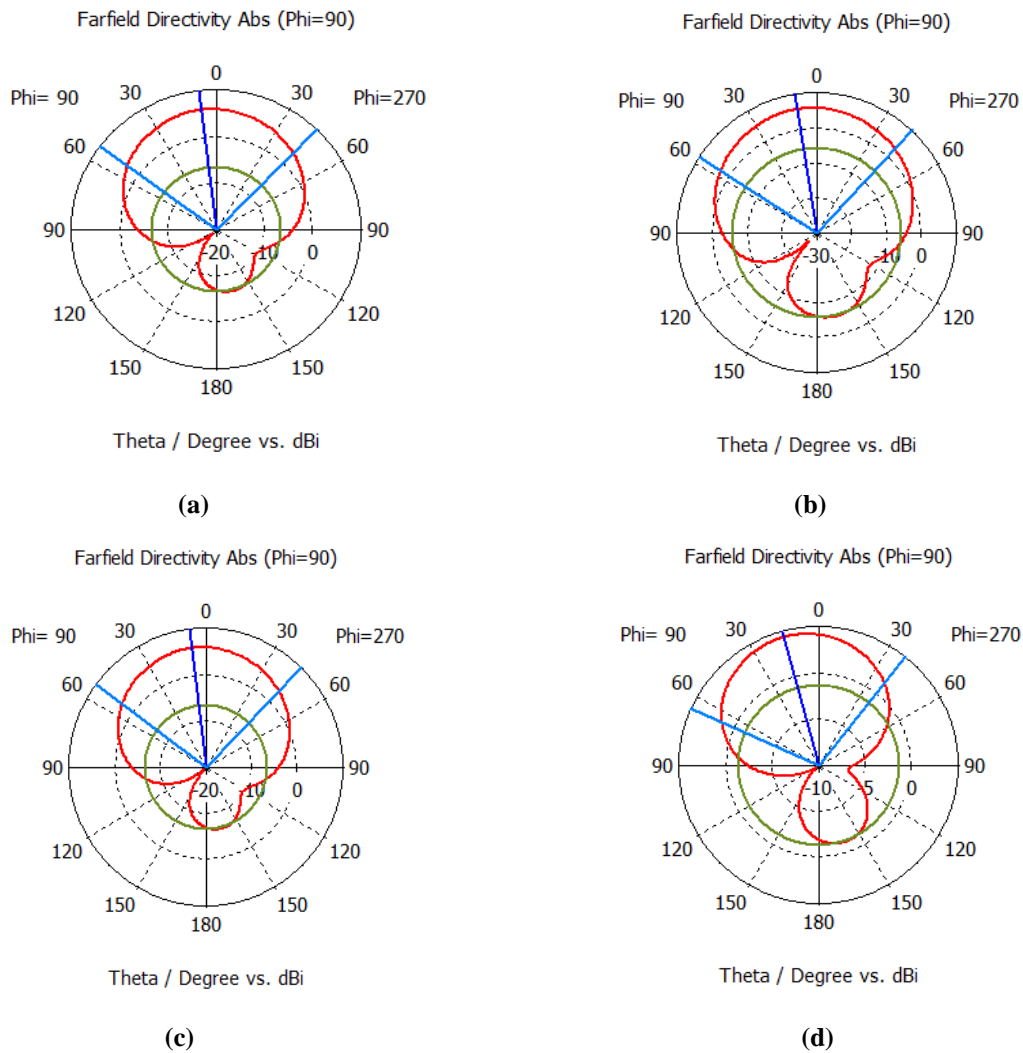 Farfield Directivity Abs (Phi=90)
0
Phi= 90 30 30 Phi=270
60 60
90 -20 -10 0 90
120 120
150 150
180
Theta / Degree vs. dBi
(a)
Farfield Directivity Abs (Phi=90)
0
Phi= 90 30 30 Phi=270
60 60
90 -30 -10 0 90
120 120
150 150
180
Theta / Degree vs. dBi
(b)
Farfield Directivity Abs (Phi=90)
0
Phi= 90 30 30 Phi=270
60 60
90 -20 -10 0 90
120 120
150 150
180
Theta / Degree vs. dBi
(c)
Farfield Directivity Abs (Phi=90)
0
Phi= 90 30 30 Phi=270
60 60
90 -10 5 0 90
120 120
150 150
180
Theta / Degree vs. dBi
(d)